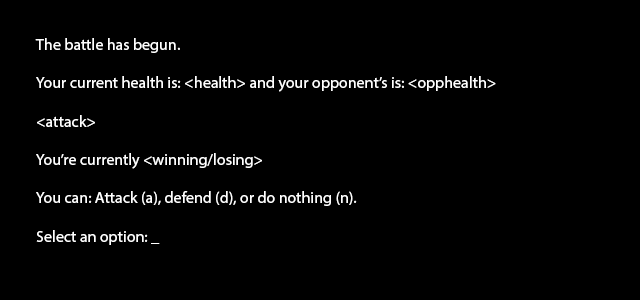 The battle has begun.
Your current health is: <health> and your opponent’s is: <opphealth>
<attack>
You’re currently <winning/losing>
You can: Attack (a), defend (d), or do nothing (n).
Select an option: _